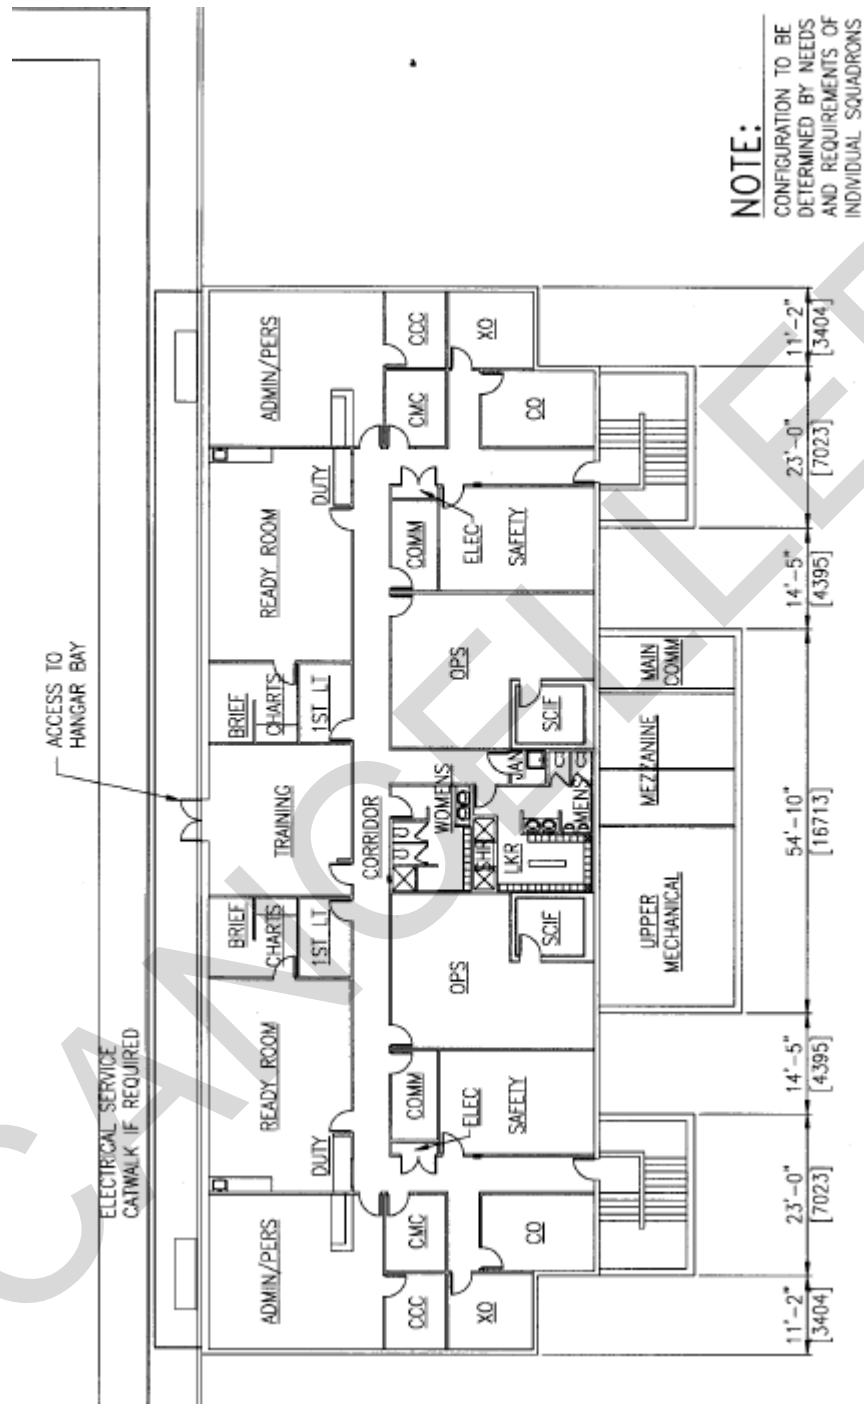 ACCESS TO
HANGAR BAY
ELECTRICAL SERVICE
CATWALK IF REQUIRED
ADMIN/PERS
READY ROOM
DUTY
BRIEF
CHARTS
1ST LT
TRAINING
BRIEF
CHARTS
1ST LT
READY ROOM
DUTY
ADMIN/PERS
CORRIDOR
CCC
CMC
XO
CO
COMM
ELEC
SAFETY
OPS
SCIF
WOMENS
SHR
LKR
MENS
JAN
OPS
SCIF
COMM
ELEC
SAFETY
CMC
CCC
CO
XO
UPPER
MECHANICAL
MEZZANINE
MAIN
COMM
11'-2"
[3404]
23'-0"
[7023]
14'-5"
[4395]
54'-10"
[16713]
14'-5"
[4395]
23'-0"
[7023]
11'-2"
[3404]
NOTE:
CONFIGURATION TO BE
DETERMINED BY NEEDS
AND REQUIREMENTS OF
INDIVIDUAL SQUADRONS
CANCELLED